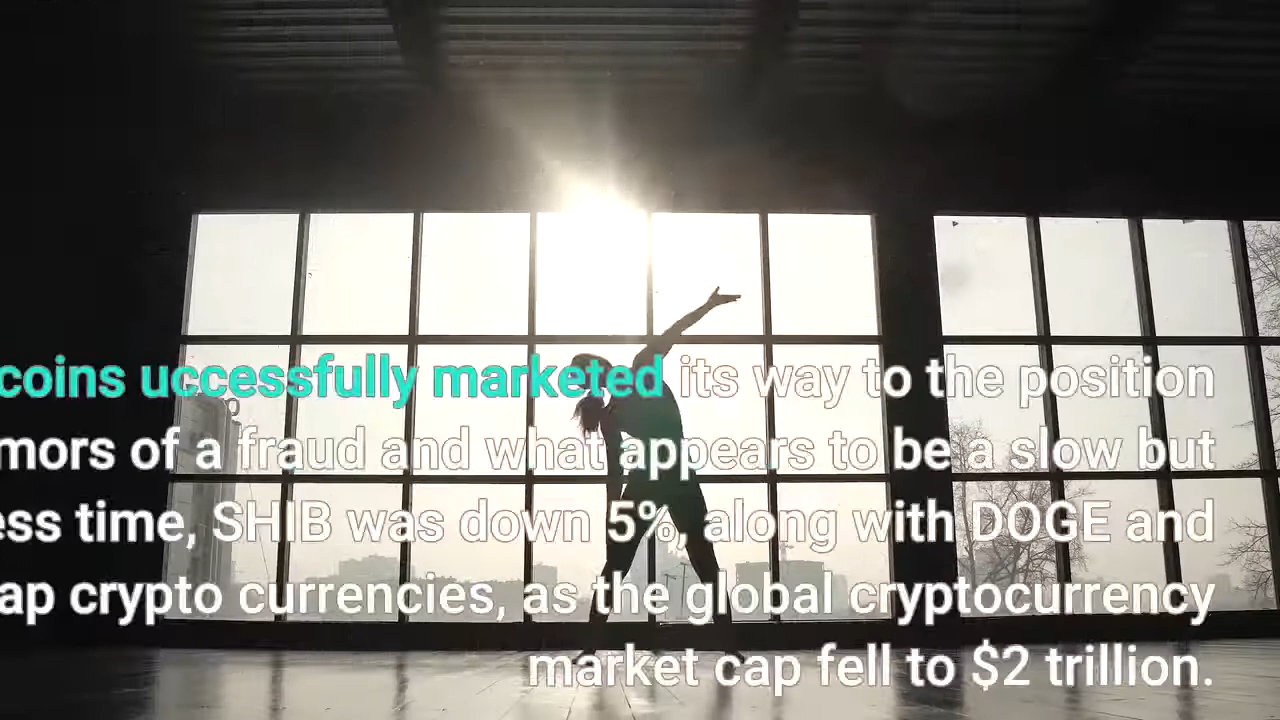 coins uccessfully marketed its way to the position
mors of a fraud and what appears to be a slow but
ess time, SHIB was down 5%, along with DOGE and
ap crypto currencies, as the global cryptocurrency
market cap fell to $2 trillion.